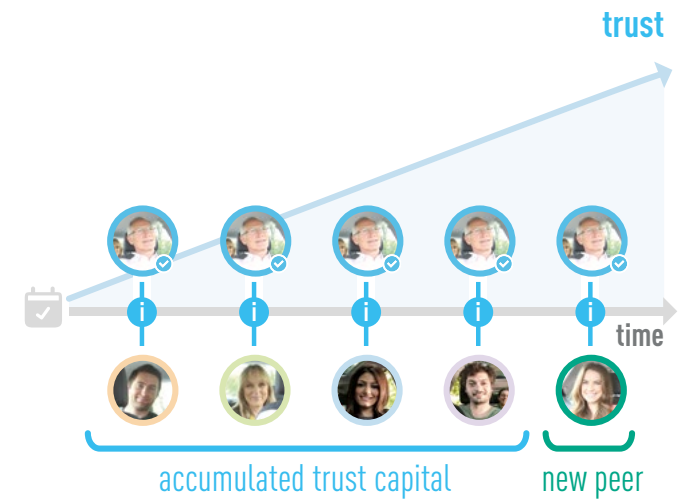 trust
i i i i i
time
accumulated trust capital
new peer